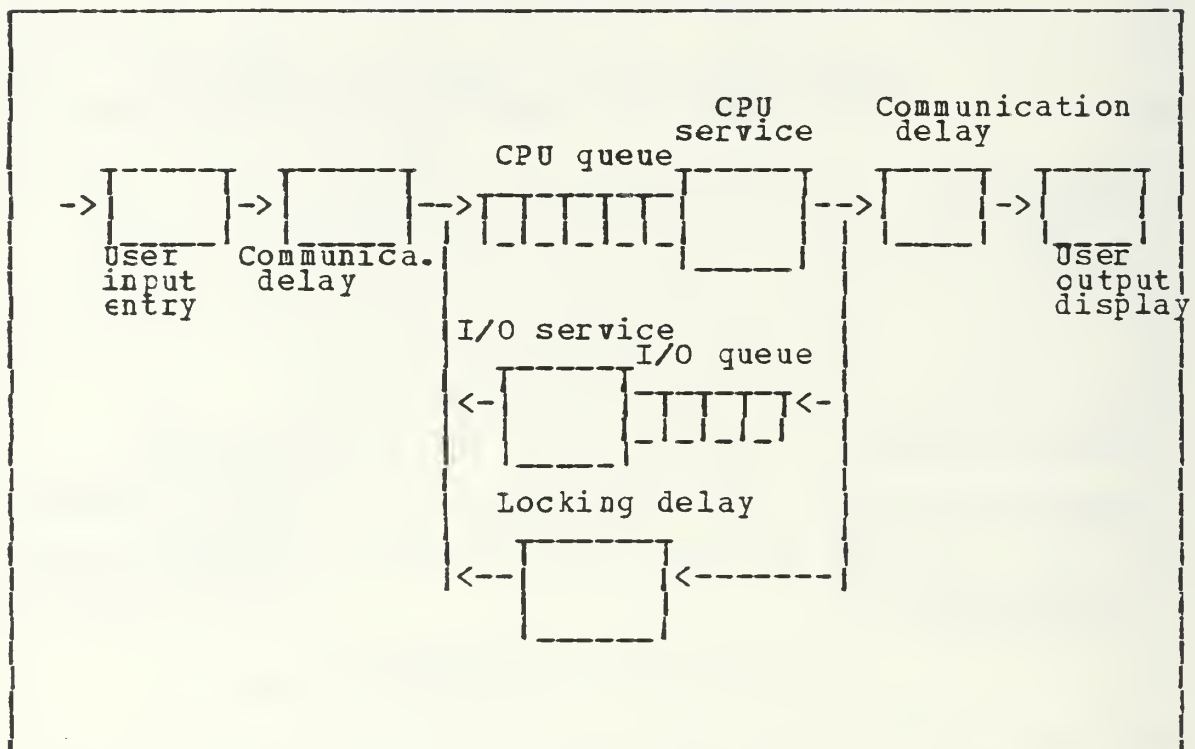 CPU
service
Communication
delay
CPU queue
User
input
entry
Communica.
delay
User
output
display
I/O service
I/O queue
Locking delay